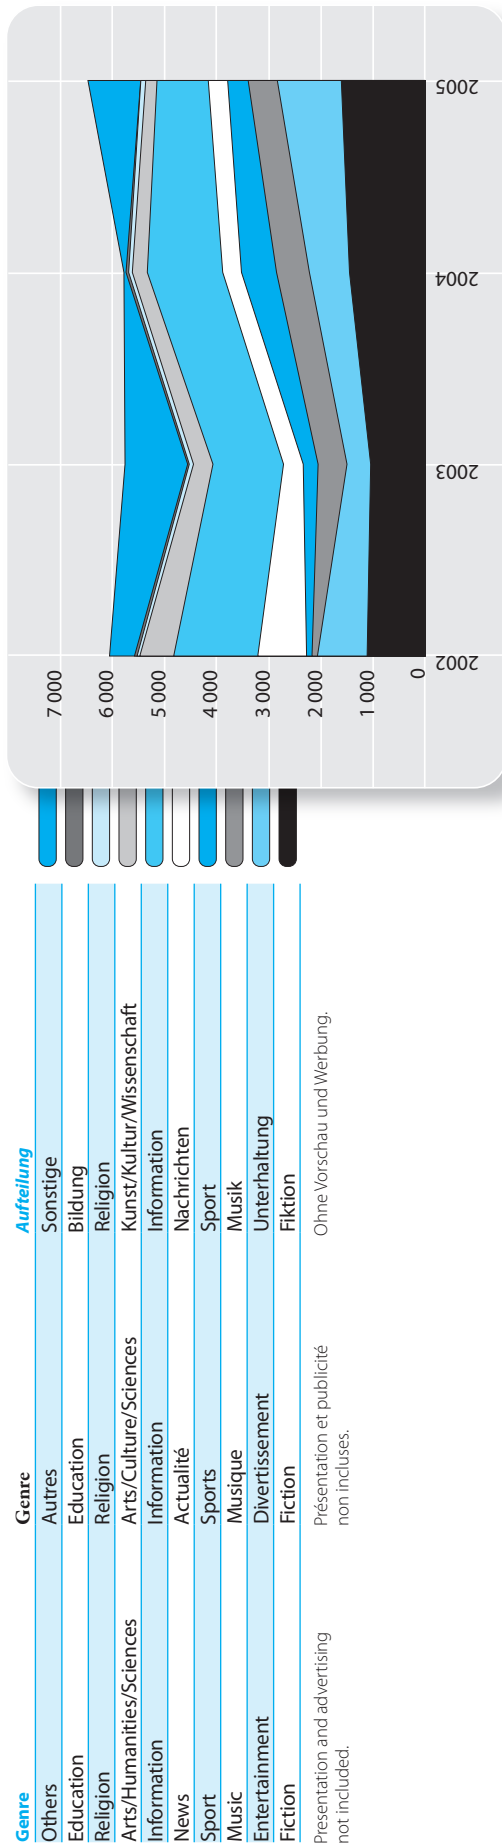 Genre Genre Aufteilung
Others Autres Sonstige
Education Education Bildung
Religion Religion Religion
Arts/Humanities/Sciences Arts/Culture/Sciences Kunst/Kultur/Wissenschaft
Information Information Information
News Actualité Nachrichten
Sport Sports Sport
Music Musique Musik
Entertainment Divertissement Unterhaltung
Fiction Fiction Fiktion
Presentation and advertising
not included.
Présentation et publicité
non incluses.
Ohne Vorschau und Werbung.
7 000
6 000
5 000
4 000
3 000
2 000
1 000
0
2002 2003 2004 2005